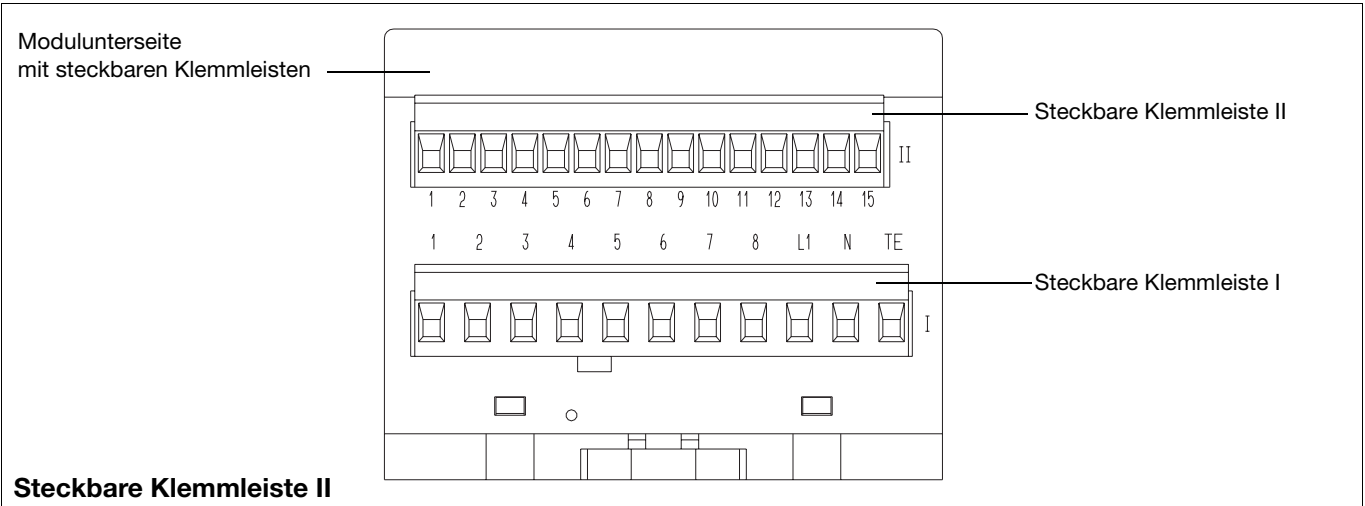 Modulunterseite
mit steckbaren Klemmleisten
Steckbare Klemmleiste II
II
1 2 3 4 5 6 7 8 9 10 11 12 13 14 15
1 2 3 4 5 6 7 8 L1 N TE
Steckbare Klemmleiste I
I
Steckbare Klemmleiste II